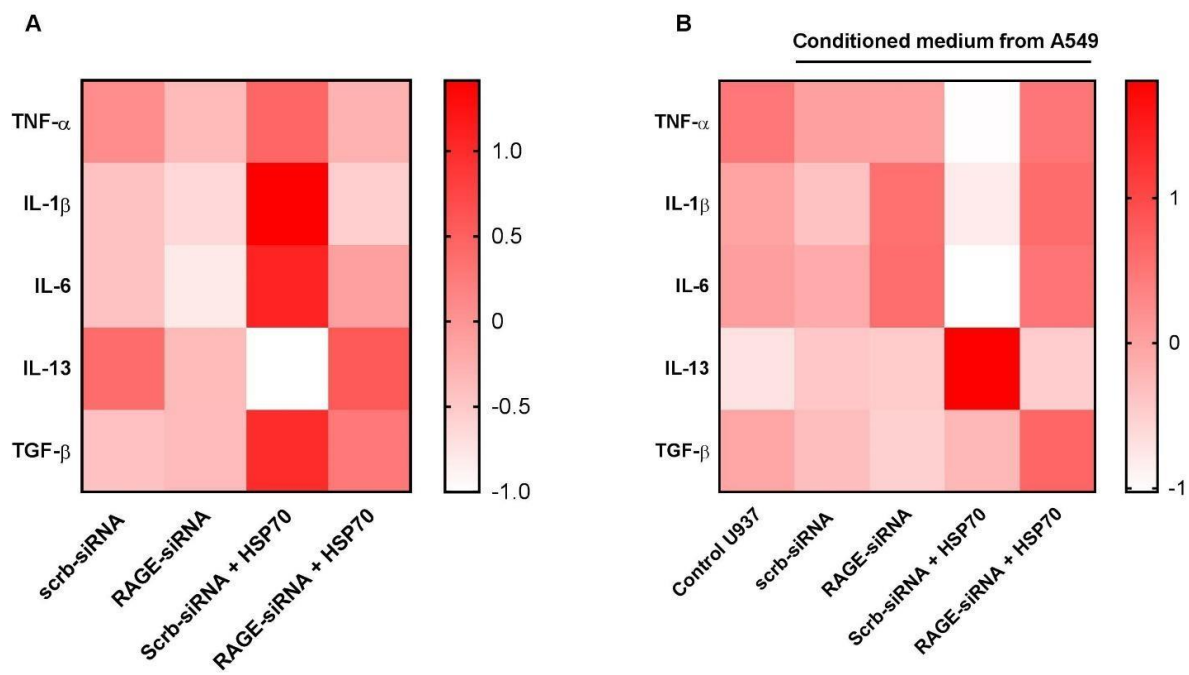 A
TNF-α
IL-1β
IL-6
IL-13
TGF-β
1.0
0.5
0
-0.5
-1.0
scrb-siRNA
RAGE-siRNA
Scrb-siRNA + HSP70
RAGE-siRNA + HSP70
B
Conditioned medium from A549
TNF-α
IL-1β
IL-6
IL-13
TGF-β
1
0
-1
Control U937
scrb-siRNA
RAGE-siRNA
Scrb-siRNA + HSP70
RAGE-siRNA + HSP70